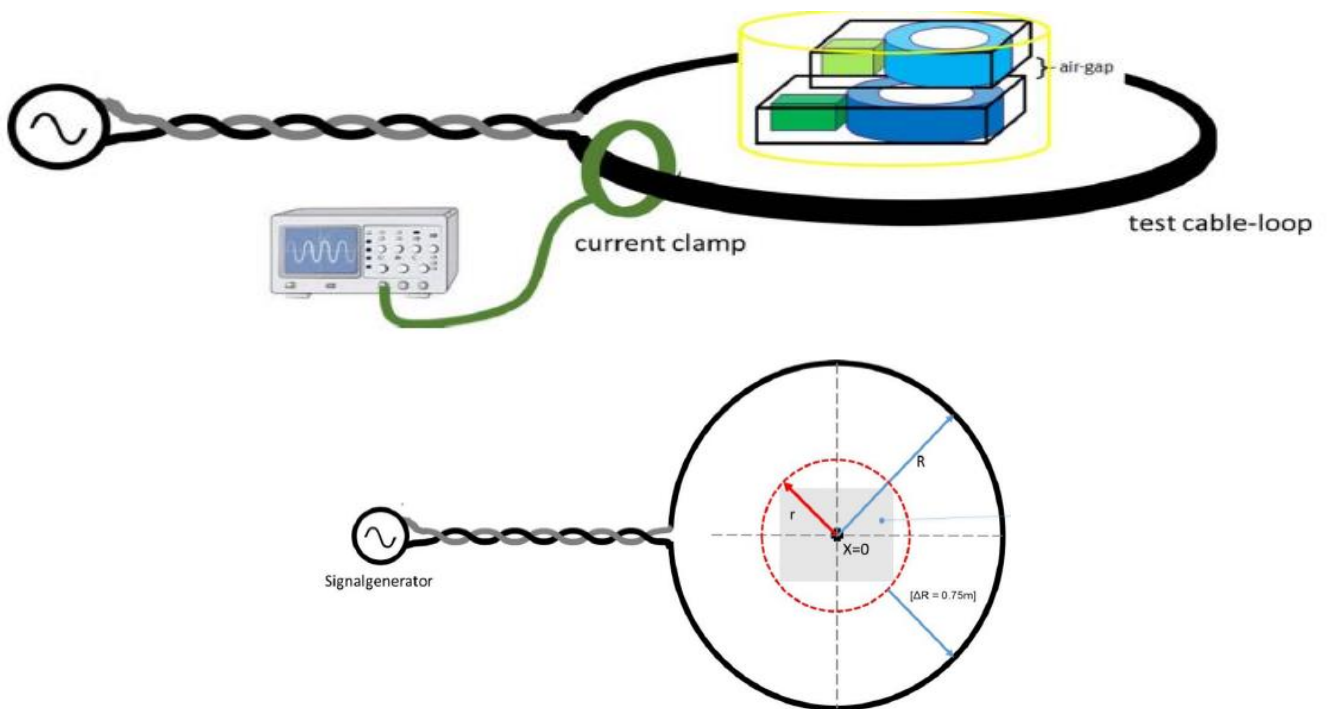 air-gap
current clamp
test cable-loop
R
r
X=0
Signalgenerator
[ΔR = 0.75m]